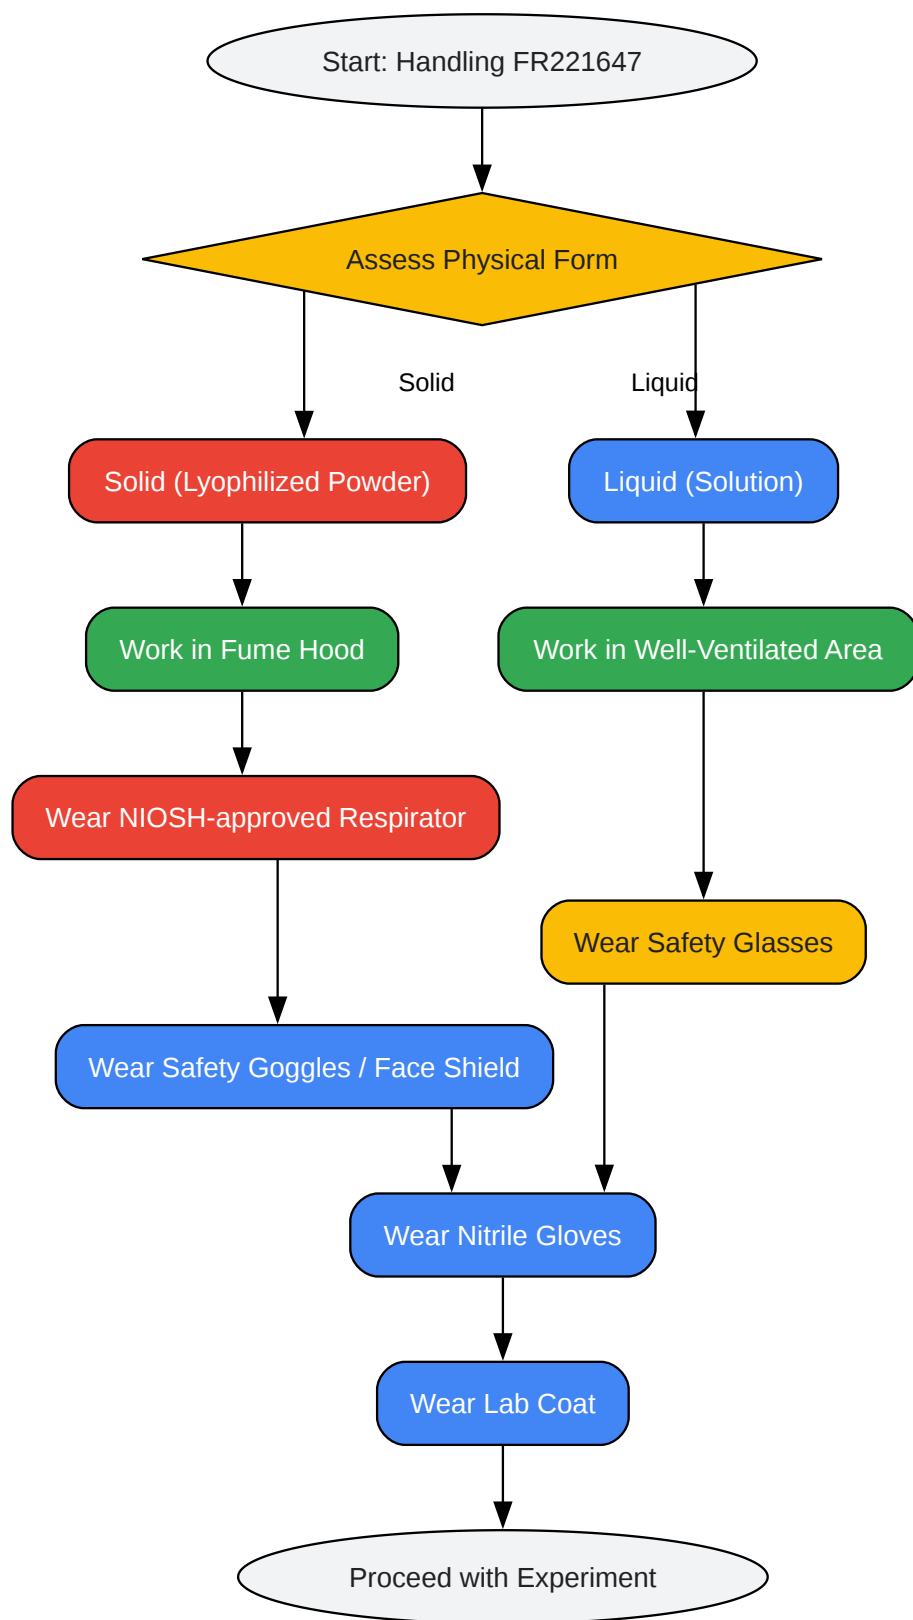 Start: Handling FR221647
Assess Physical Form
Solid
Liquid
Solid (Lyophilized Powder)
Liquid (Solution)
Work in Fume Hood
Work in Well-Ventilated Area
Wear NIOSH-approved Respirator
Wear Safety Glasses
Wear Safety Goggles / Face Shield
Wear Nitrile Gloves
Wear Lab Coat
Proceed with Experiment